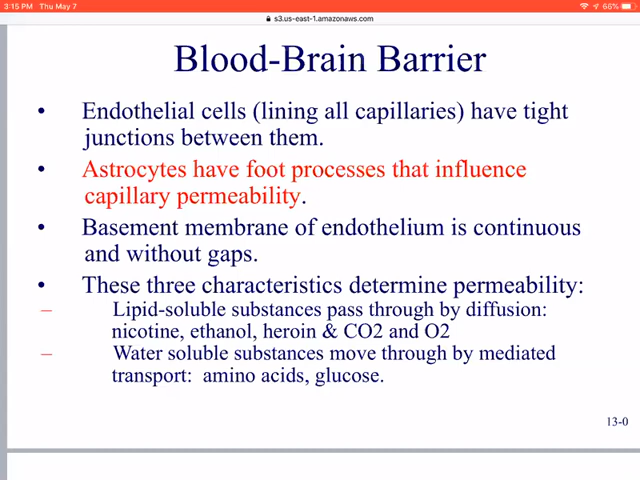 3:15 PM Thu May 7
66%
s3.us-east-1.amazonaws.com
Blood-Brain Barrier
• Endothelial cells (lining all capillaries) have tight
junctions between them.
• Astrocytes have foot processes that influence
capillary permeability.
• Basement membrane of endothelium is continuous
and without gaps.
• These three characteristics determine permeability:
– Lipid-soluble substances pass through by diffusion:
nicotine, ethanol, heroin & CO2 and O2
– Water soluble substances move through by mediated
transport: amino acids, glucose.
13-0